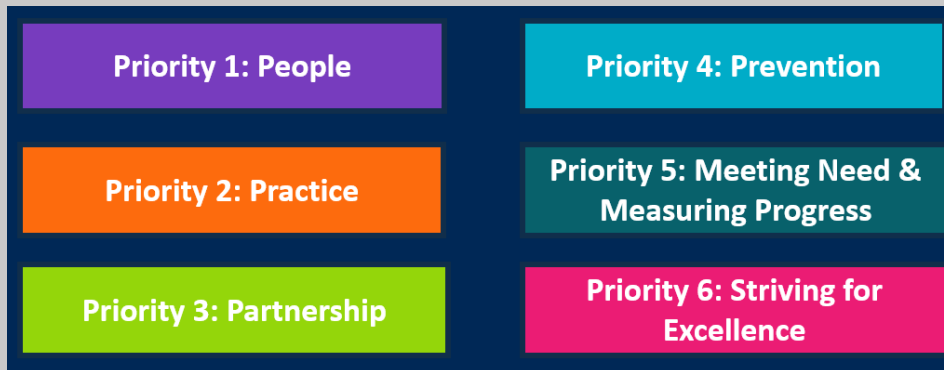 Priority 1: People
Priority 2: Practice
Priority 3: Partnership
Priority 4: Prevention
Priority 5: Meeting Need &
Measuring Progress
Priority 6: Striving for
Excellence